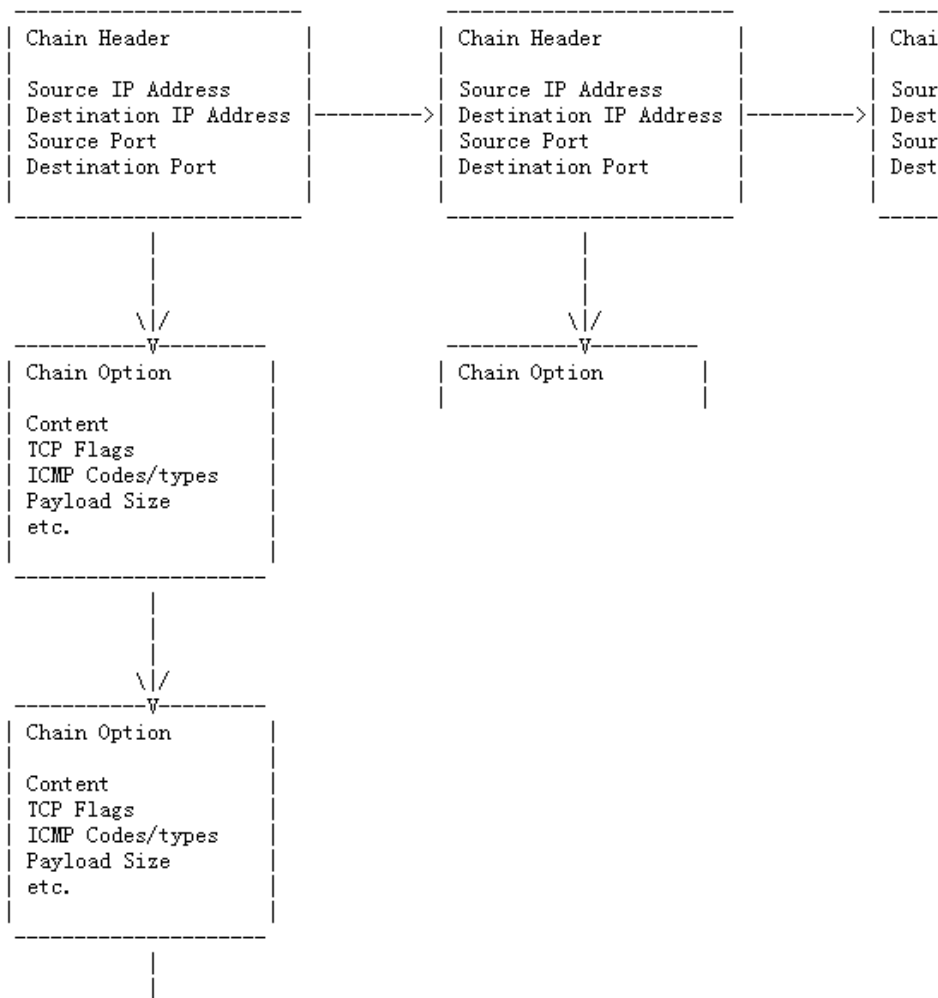 Chain Header
Source IP Address
Destination IP Address
Source Port
Destination Port
Chain Header
Source IP Address
Destination IP Address
Source Port
Destination Port
Chai
Sour
Dest
Sour
Dest
Chain Option
Content
TCP Flags
ICMP Codes/types
Payload Size
etc.
Chain Option
Chain Option
Content
TCP Flags
ICMP Codes/types
Payload Size
etc.